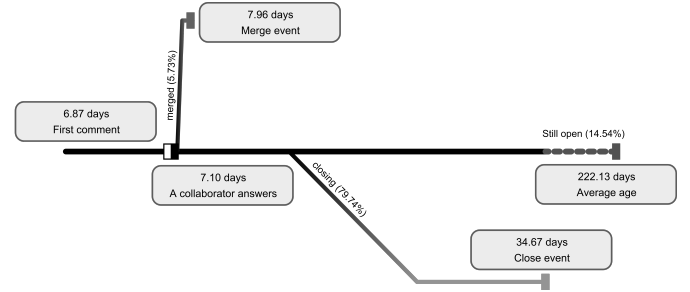 7.96 days
Merge event
merged (5.73%)
6.87 days
First comment
Still open (14.54%)
7.10 days
A collaborator answers
closing (79.74%)
222.13 days
Average age
34.67 days
Close event